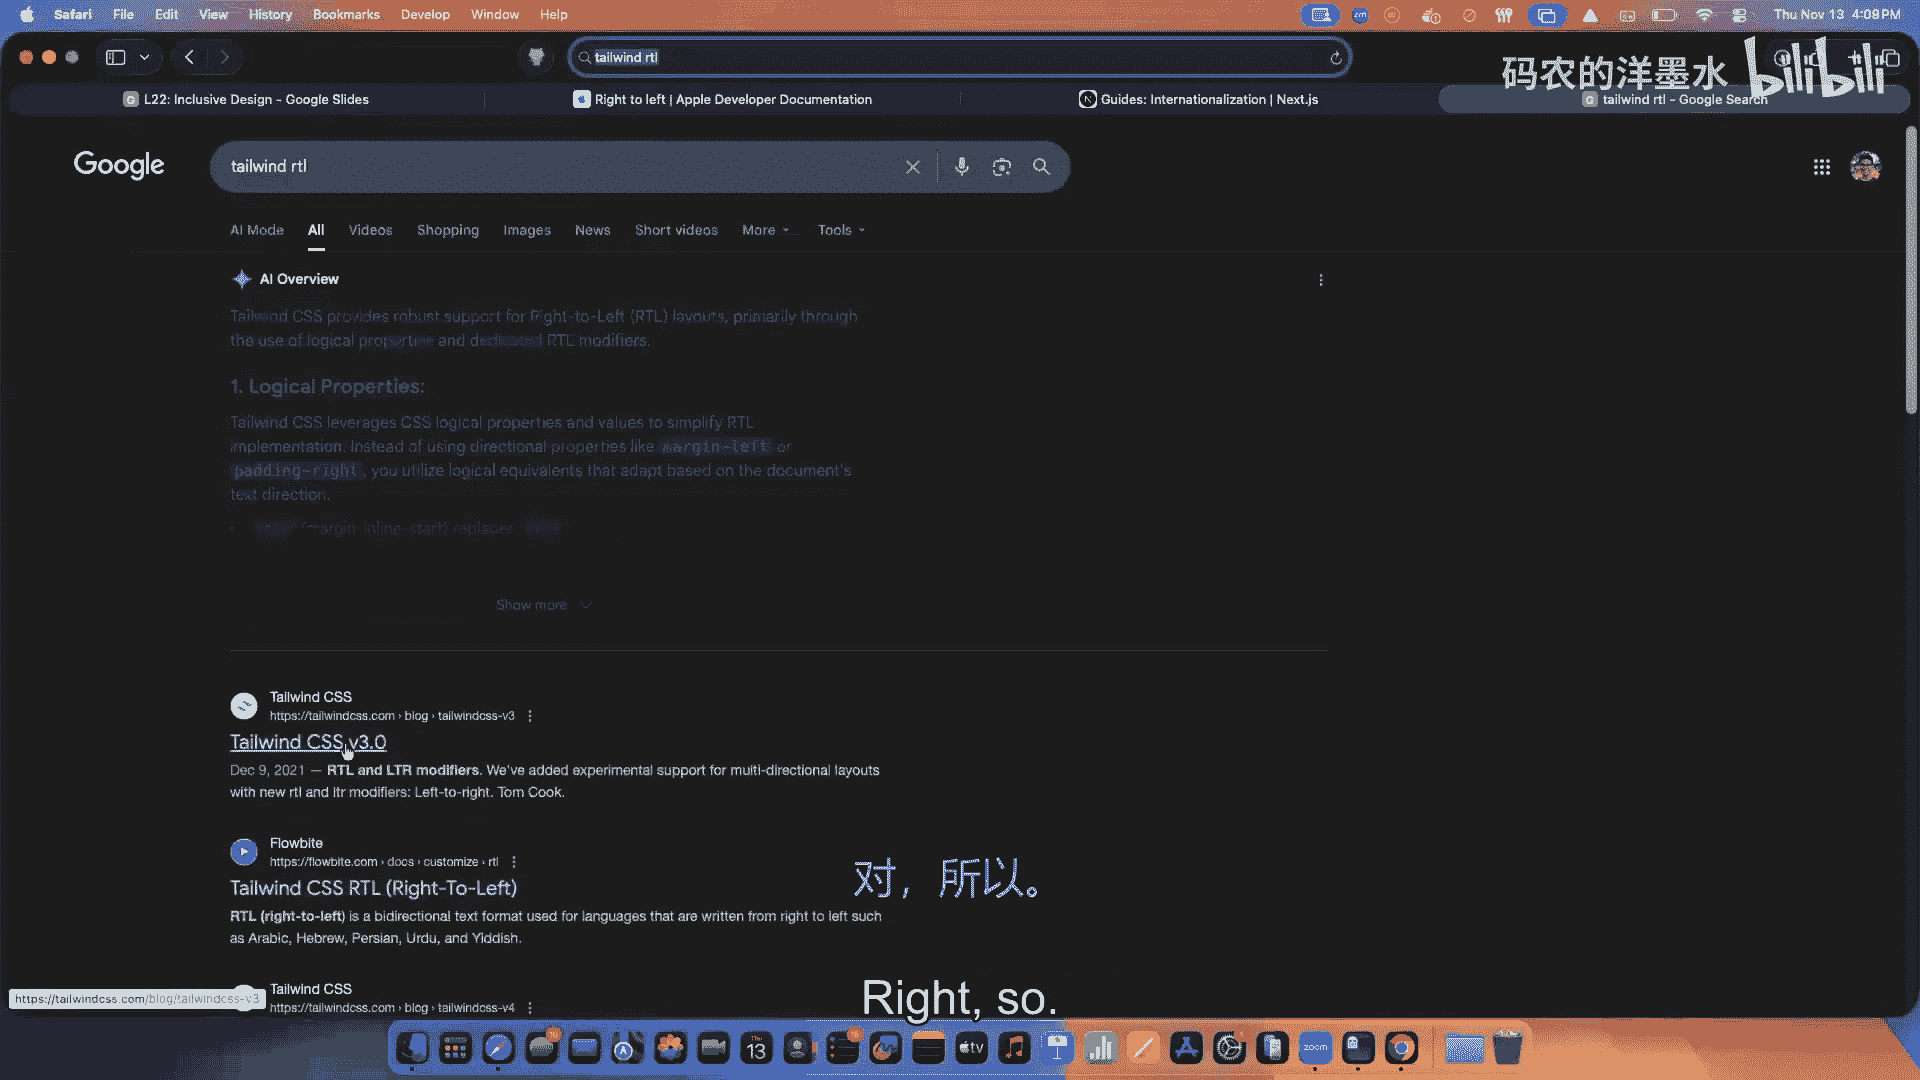 Safari File Edit View History Bookmarks Develop Window Help
Thu Nov 13 4:09 PM
tailwind rtl
码农的洋墨水 bilibili
L22: Inclusive Design - Google Slides
Right to left | Apple Developer Documentation
Guides: Internationalization | Next.js
tailwind rtl - Google Search
Google
tailwind rtl
AI Mode All Videos Shopping Images News Short videos More Tools
AI Overview
Tailwind CSS provides robust support for Right-to-Left (RTL) layouts, primarily through
the use of logical properties and dedicated RTL modifiers.
1. Logical Properties:
Tailwind CSS leverages CSS logical properties and values to simplify RTL
implementation. Instead of using directional properties like margin-left or
padding-right, you utilize logical equivalents that adapt based on the document's
text direction.
(margin-inline-start) replaces
Show more
Tailwind CSS
https://tailwindcss.com › blog › tailwindcss-v3
Tailwind CSS v3.0
Dec 9, 2021 — RTL and LTR modifiers. We've added experimental support for multi-directional layouts
with new rtl and ltr modifiers: Left-to-right. Tom Cook.
Flowbite
https://flowbite.com › docs › customize › rtl
Tailwind CSS RTL (Right-To-Left)
RTL (right-to-left) is a bidirectional text format used for languages that are written from right to left such
as Arabic, Hebrew, Persian, Urdu, and Yiddish.
对，所以。
Tailwind CSS
https://tailwindcss.com › blog › tailwindcss-v4
https://tailwindcss.com/blog/tailwindcss-v3
Right, so.
13
tv
zoom